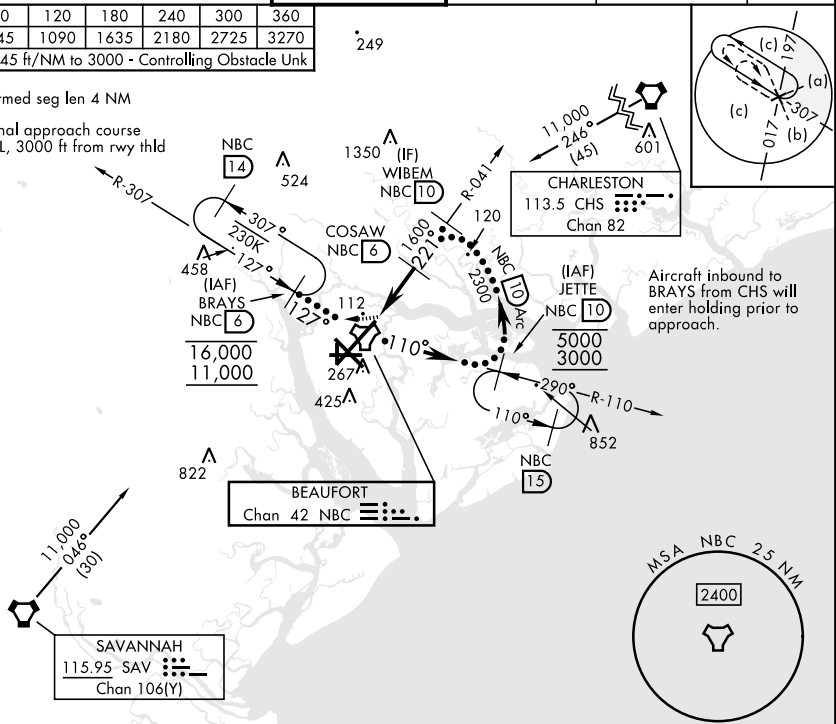 120 180 240 300 360
1090 1635 2180 2725 3270
45 ft/NM to 3000 - Controlling Obstacle Unk
249
rmed seg len 4 NM
nal approach course
L, 3000 ft from rwy thld
R-307
NBC
14
524
307°
230K
127°
458
(IAF)
BRAYS
NBC 6
16,000
11,000
127°
112
1350
(IF)
WIBEM
NBC 10
R-041
COSAW
NBC 6
1600
221°
120
NBC 10 Arc
2300
11,000
246°
(45)
601
CHARLESTON
113.5 CHS
Chan 82
(c)
197
(a)
(c)
307
017
(b)
(IAF)
JETTE
NBC 10
5000
3000
Aircraft inbound to
BRAYS from CHS will
enter holding prior to
approach.
110°
267
425
290°
R-110
110°
852
NBC
15
822
BEAUFORT
Chan 42 NBC
11,000
046°
(30)
SAVANNAH
115.95 SAV
Chan 106(Y)
MSA NBC 25 NM
2400